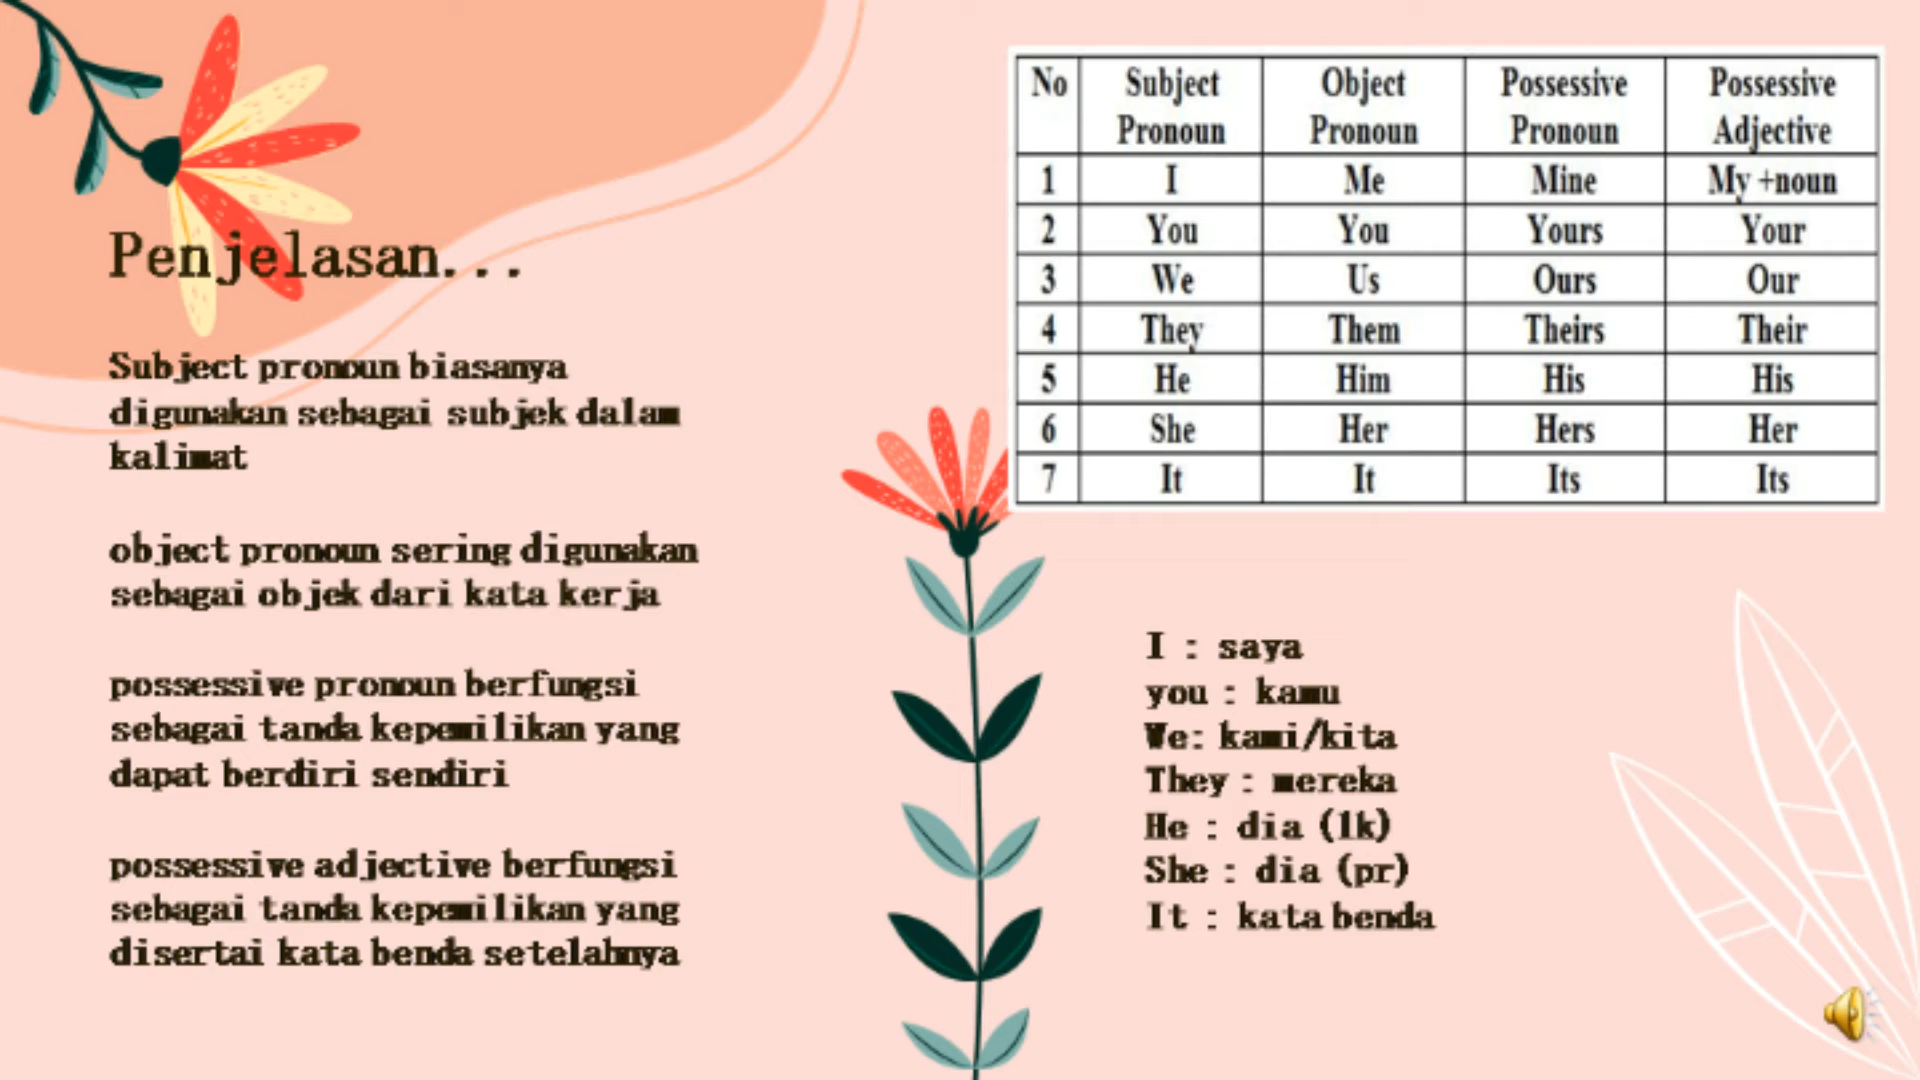 Penjelasan...
Subject pronoun biasanya
digunakan sebagai subjek dalam
kalimat
object pronoun sering digunakan
sebagai objek dari kata kerja
possessive pronoun berfungsi
sebagai tanda kepemilikan yang
dapat berdiri sendiri
possessive adjective berfungsi
sebagai tanda kepemilikan yang
disertai kata benda setelahnya
No Subject Pronoun Object Pronoun Possessive Pronoun Possessive Adjective
1 I Me Mine My +noun
2 You You Yours Your
3 We Us Ours Our
4 They Them Theirs Their
5 He Him His His
6 She Her Hers Her
7 It It Its Its
I : saya
you : kamu
We: kami/kita
They : mereka
He : dia (lk)
She : dia (pr)
It : kata benda